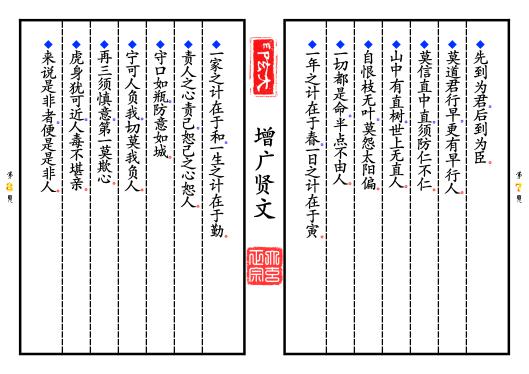 先到为君后到为臣。
莫道君行早更有早行人。
莫信直中直须防仁不仁。
山中有直树世上无直人。
自恨枝无叶莫怨太阳偏。
一切都是命半点不由人。
一年之计在于春一日之计在于寅。
增广贤文
一家之计在于和一生之计在于勤。
责人之心责己恕己之心恕人。
守口如瓶防意如城。
宁可人负我切莫我负人。
再三须慎意第一莫欺心。
虎身犹可近人毒不堪亲。
来说是非者便是是非人。
第7页
第8页